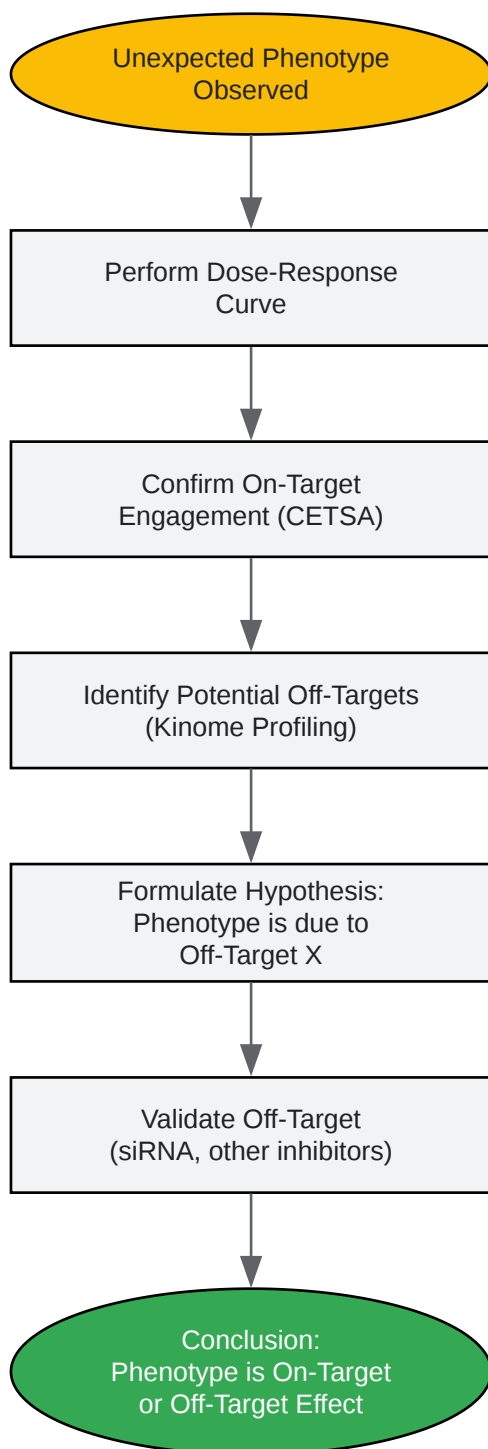 Unexpected Phenotype
Observed
Perform Dose-Response
Curve
Confirm On-Target
Engagement (CETSA)
Identify Potential Off-Targets
(Kinome Profiling)
Formulate Hypothesis:
Phenotype is due to
Off-Target X
Validate Off-Target
(siRNA, other inhibitors)
Conclusion:
Phenotype is On-Target
or Off-Target Effect